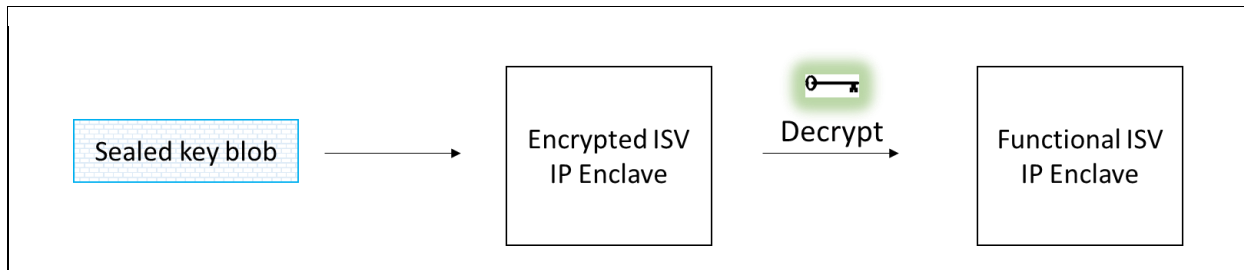 Sealed key blob
Encrypted ISV
IP Enclave
Decrypt
Functional ISV
IP Enclave